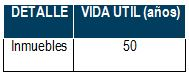 DETALLE VIDA UTIL (años)
Inmuebles 50